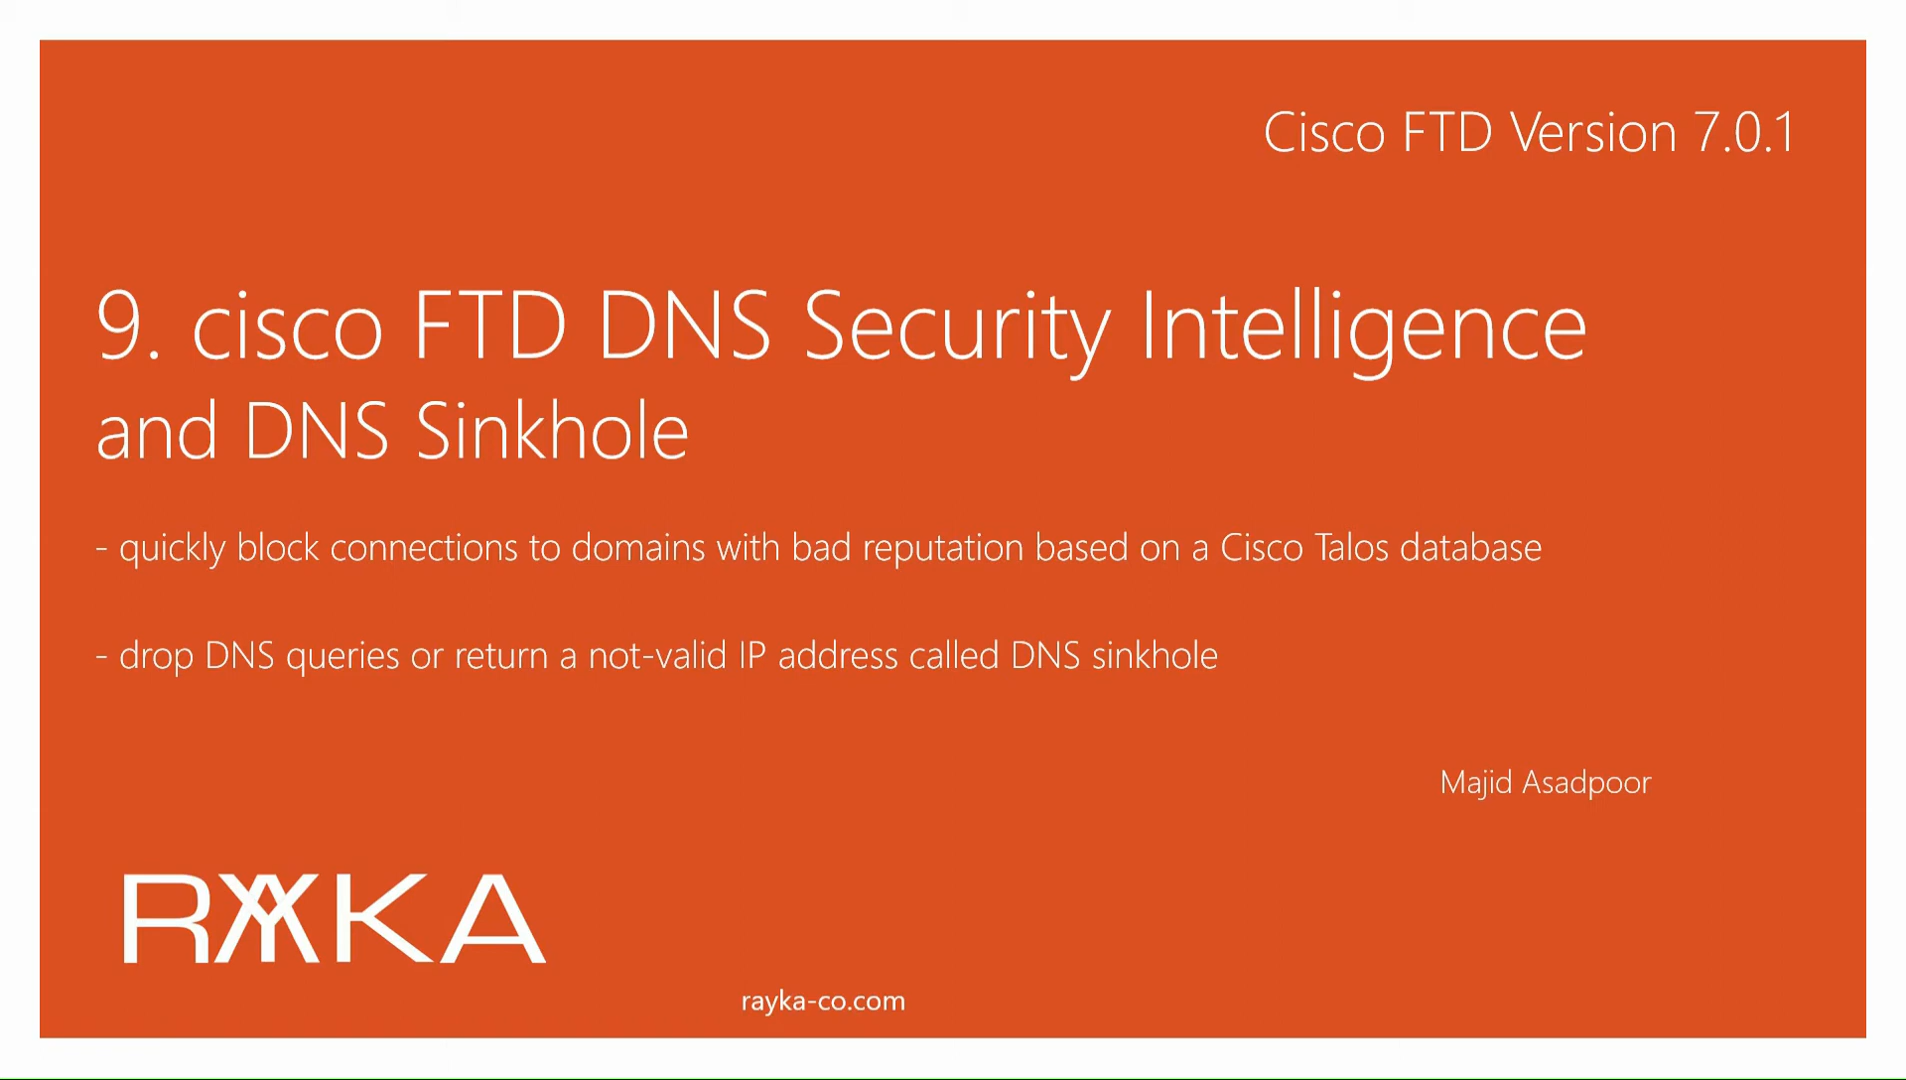 Cisco FTD Version 7.0.1
9. cisco FTD DNS Security Intelligence
and DNS Sinkhole
- quickly block connections to domains with bad reputation based on a Cisco Talos database
- drop DNS queries or return a not-valid IP address called DNS sinkhole
Majid Asadpoor
RAYKA
rayka-co.com